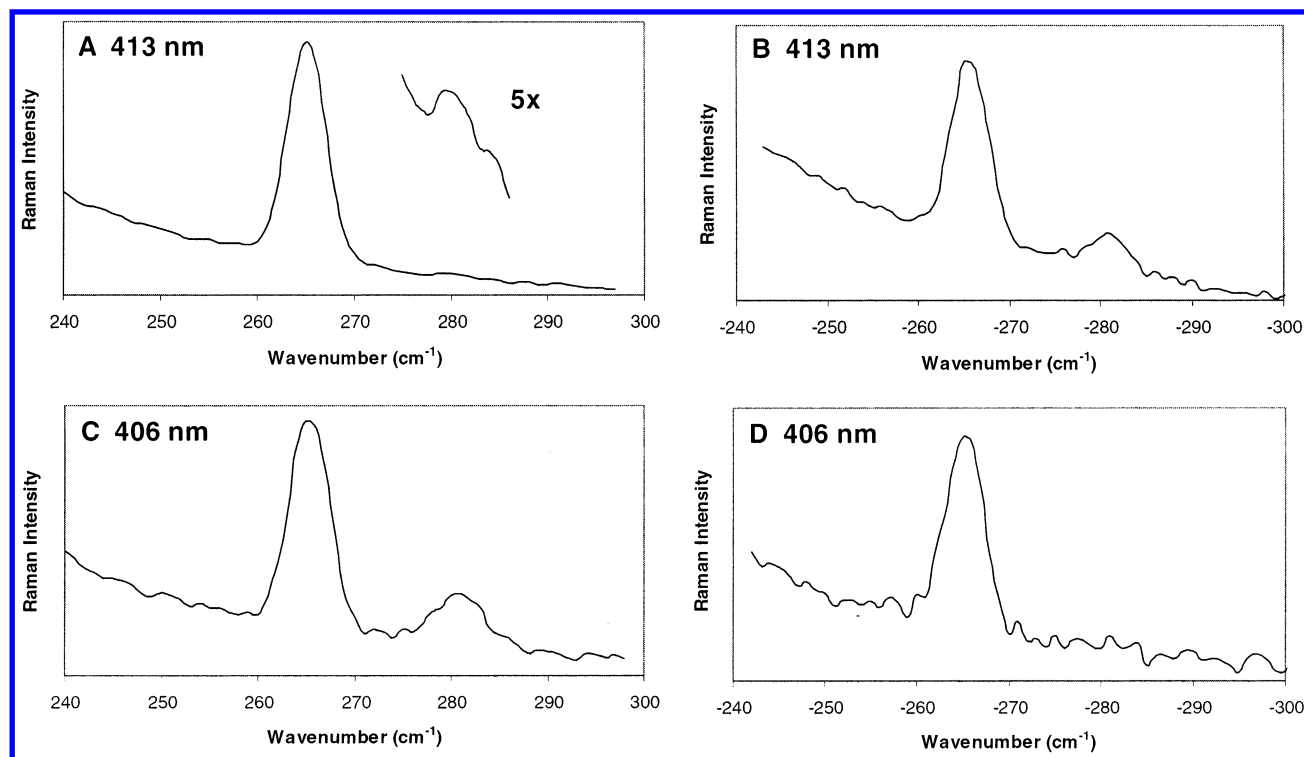 A 413 nm
5x
Raman Intensity
240 250 260 270 280 290 300
Wavenumber (cm⁻¹)
B 413 nm
Raman Intensity
-240 -250 -260 -270 -280 -290 -300
Wavenumber (cm⁻¹)
C 406 nm
Raman Intensity
240 250 260 270 280 290 300
Wavenumber (cm⁻¹)
D 406 nm
Raman Intensity
-240 -250 -260 -270 -280 -290 -300
Wavenumber (cm⁻¹)